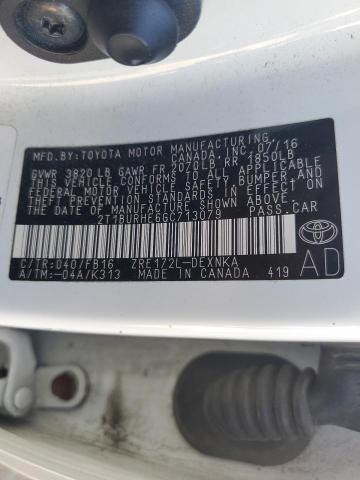 MFD.BY:TOYOTA MOTOR MANUFACTURING
CANADA, INC. 07/16
GVWR 3820LB GAWR FR 2070LB RR 1850LB
THIS VEHICLE CONFORMS TO ALL APPLICABLE
FEDERAL MOTOR VEHICLE SAFETY, BUMPER, AND
THEFT PREVENTION STANDARDS IN EFFECT ON
THE DATE OF MANUFACTURE SHOWN ABOVE.
2T1BURHE6GC713079 PASS.CAR
C/TR:040/FB16 ZRE172L-DEXNKA
A/TM:-04A/K313 MADE IN CANADA 419
AD
TOYOTA